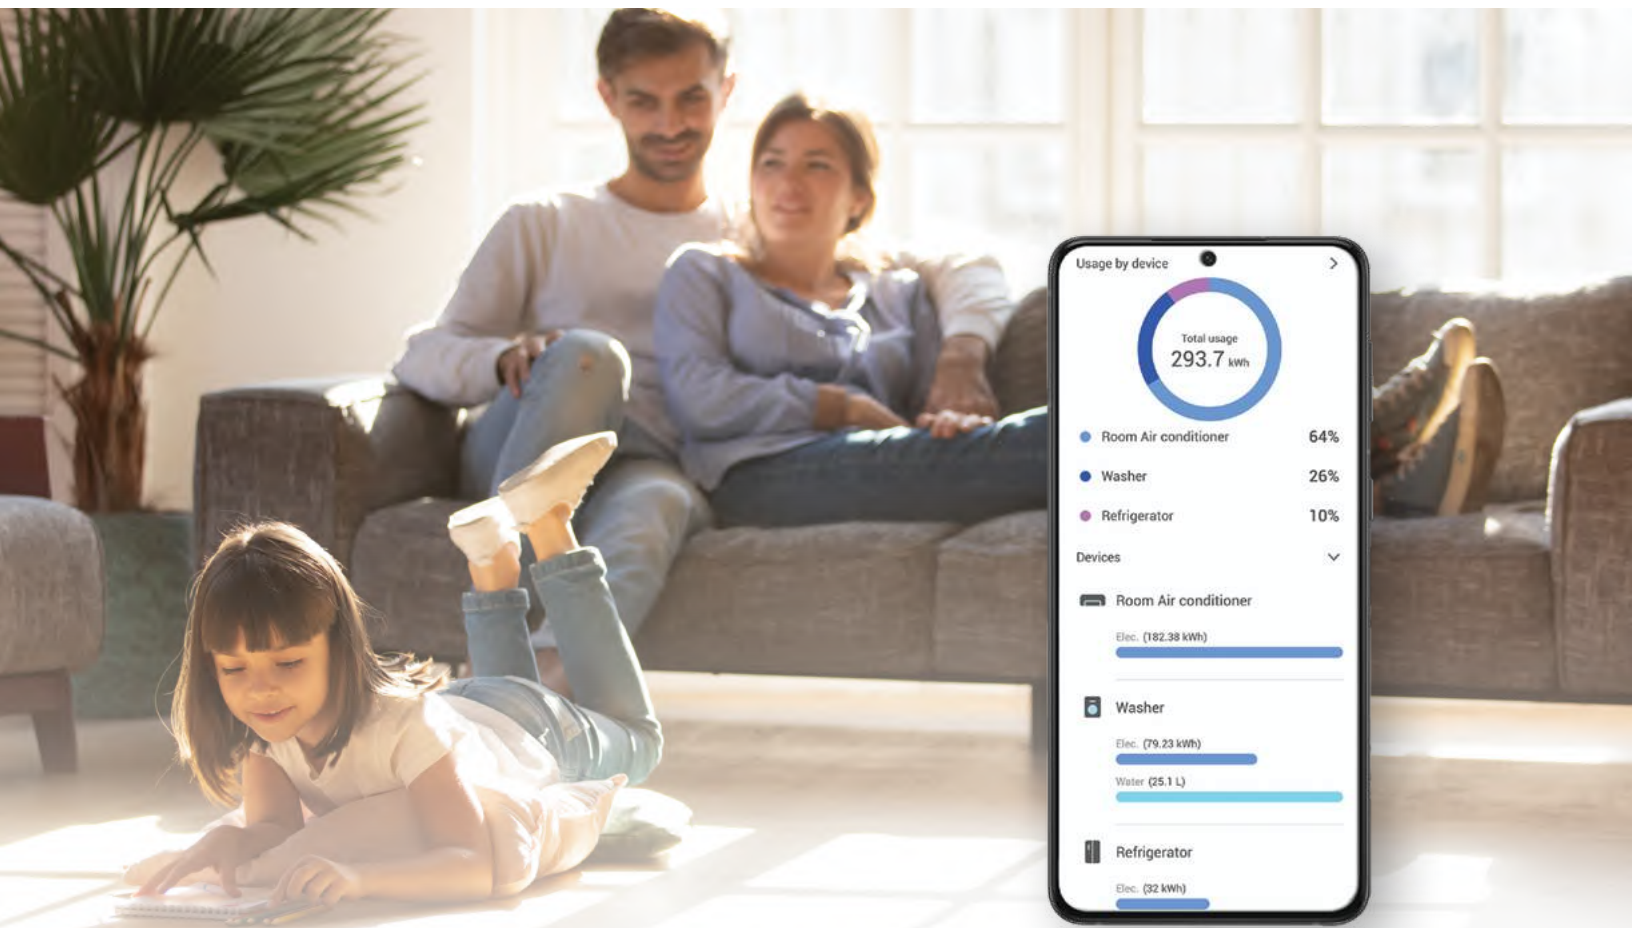 Usage by device
Total usage
293.7 kWh
Room Air conditioner 64%
Washer 26%
Refrigerator 10%
Devices
Room Air conditioner
Elec. (182.38 kWh)
Washer
Elec. (79.23 kWh)
Water (25.1 L)
Refrigerator
Elec. (32 kWh)